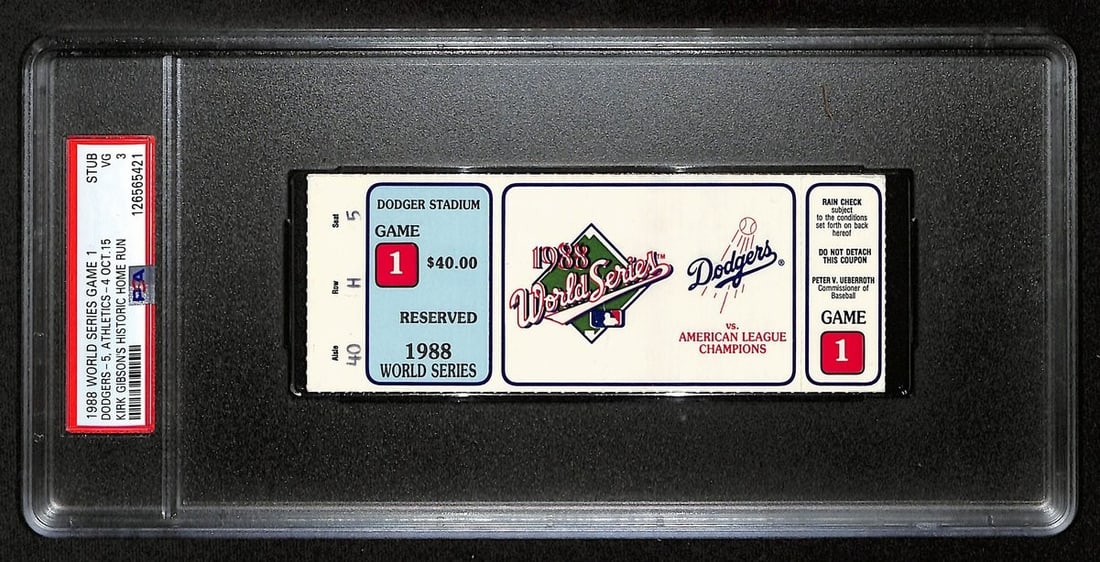 1988 WORLD SERIES GAME 1 STUB
DODGERS - 5, ATHLETICS - 4 OCT. 15 VG
KIRK GIBSON'S HISTORIC HOME RUN 3
126565421
PSA
Seat 5
Row H
Aisle 40
DODGER STADIUM
GAME
1
$40.00
RESERVED
1988
WORLD SERIES
1988
World Series™
Dodgers®
vs.
AMERICAN LEAGUE
CHAMPIONS
RAIN CHECK
subject
to the conditions
set forth on back
hereof
DO NOT DETACH
THIS COUPON
PETER V. UEBERROTH
Commissioner of
Baseball
GAME
1